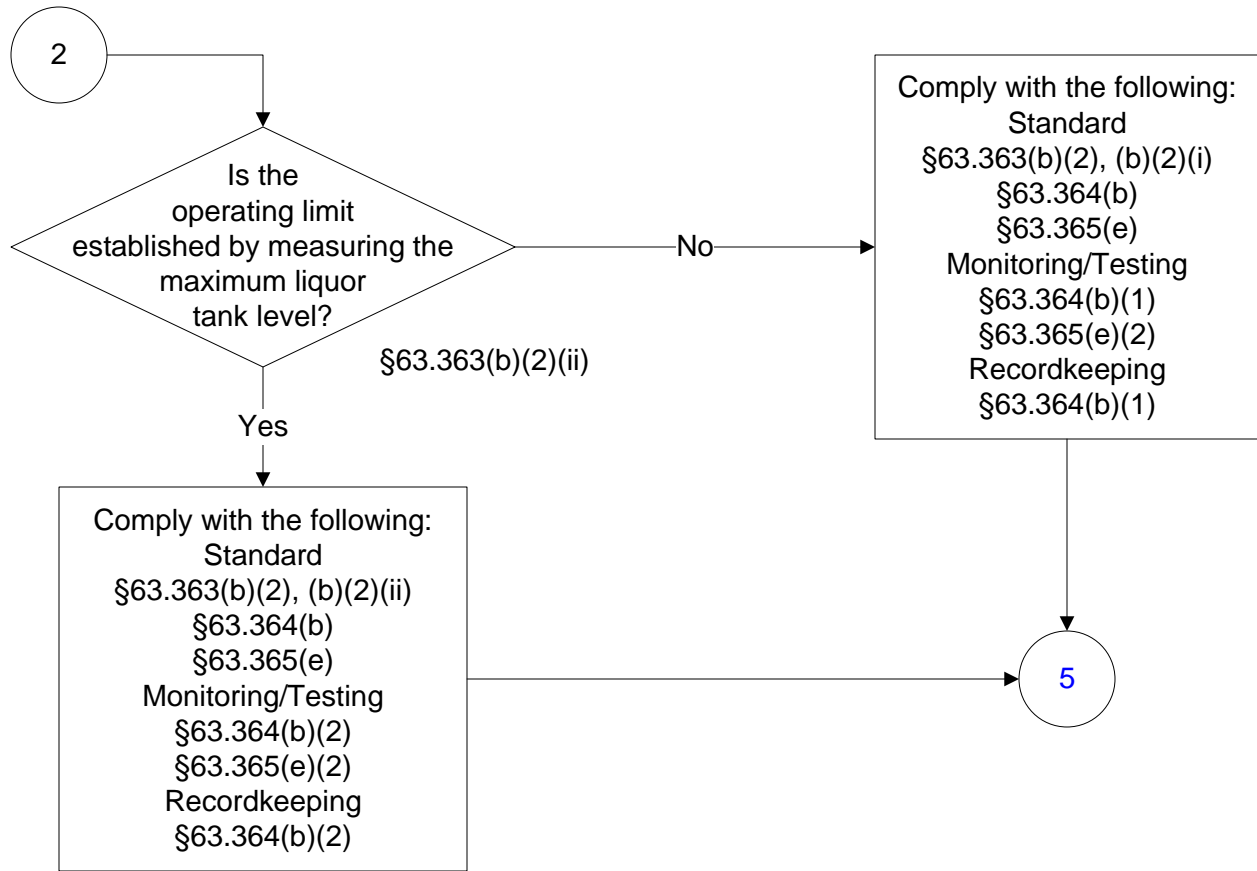 2
Is the
operating limit
established by measuring the
maximum liquor
tank level?
§63.363(b)(2)(ii)
No
Comply with the following:
Standard
§63.363(b)(2), (b)(2)(i)
§63.364(b)
§63.365(e)
Monitoring/Testing
§63.364(b)(1)
§63.365(e)(2)
Recordkeeping
§63.364(b)(1)
Yes
Comply with the following:
Standard
§63.363(b)(2), (b)(2)(ii)
§63.364(b)
§63.365(e)
Monitoring/Testing
§63.364(b)(2)
§63.365(e)(2)
Recordkeeping
§63.364(b)(2)
5